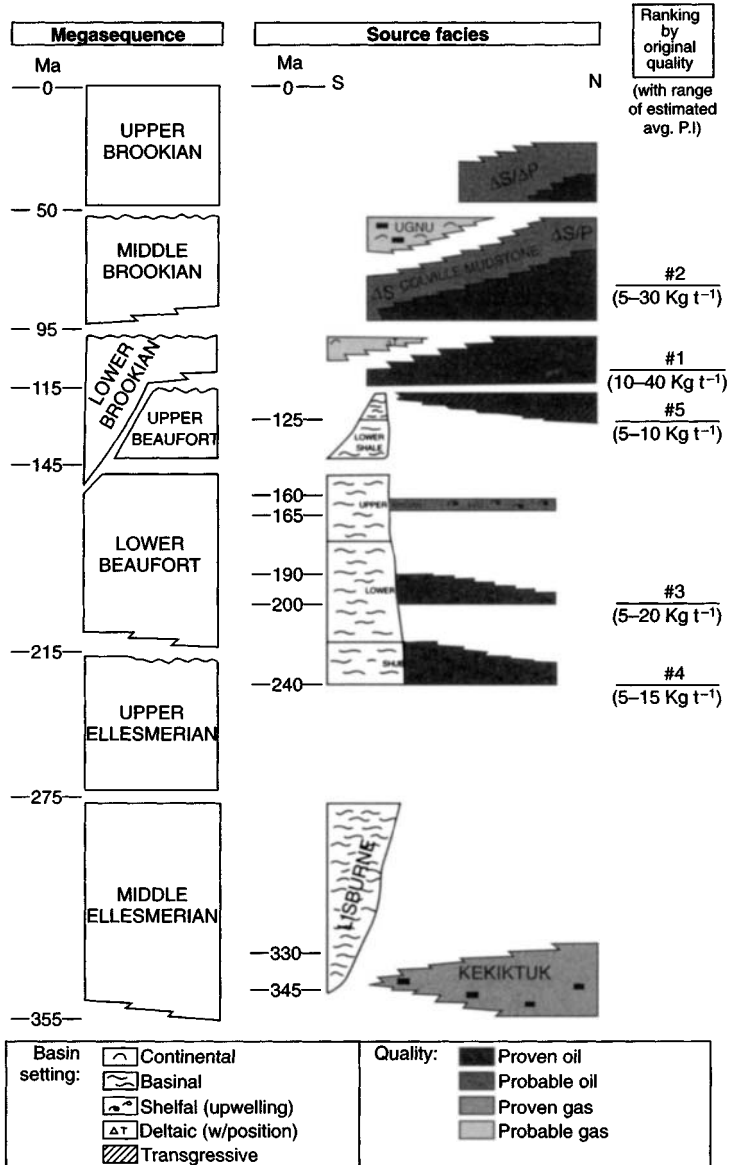 Megasequence
Source facies
Ranking
by
original
quality
(with range
of estimated
avg. P.I)
Ma
0
50
95
115
145
215
275
355
UPPER
BROOKIAN
MIDDLE
BROOKIAN
LOWER
BROOKIAN
UPPER
BEAUFORT
LOWER
BEAUFORT
UPPER
ELLESMERIAN
MIDDLE
ELLESMERIAN
Ma
0
S
N
125
160
165
190
200
240
330
345
ΔS/ΔP
UGNU
ΔS/P
ΔS COLVILLE MUDSTONE
LOWER
SHALE
UPPER
LOWER
SHUB
LISBURNE
KEKIKTUK
#2
(5–30 Kg t⁻¹)
#1
(10–40 Kg t⁻¹)
#5
(5–10 Kg t⁻¹)
#3
(5–20 Kg t⁻¹)
#4
(5–15 Kg t⁻¹)
Basin
setting:
Continental
Basinal
Shelfal (upwelling)
ΔT Deltaic (w/position)
Transgressive
Quality:
Proven oil
Probable oil
Proven gas
Probable gas